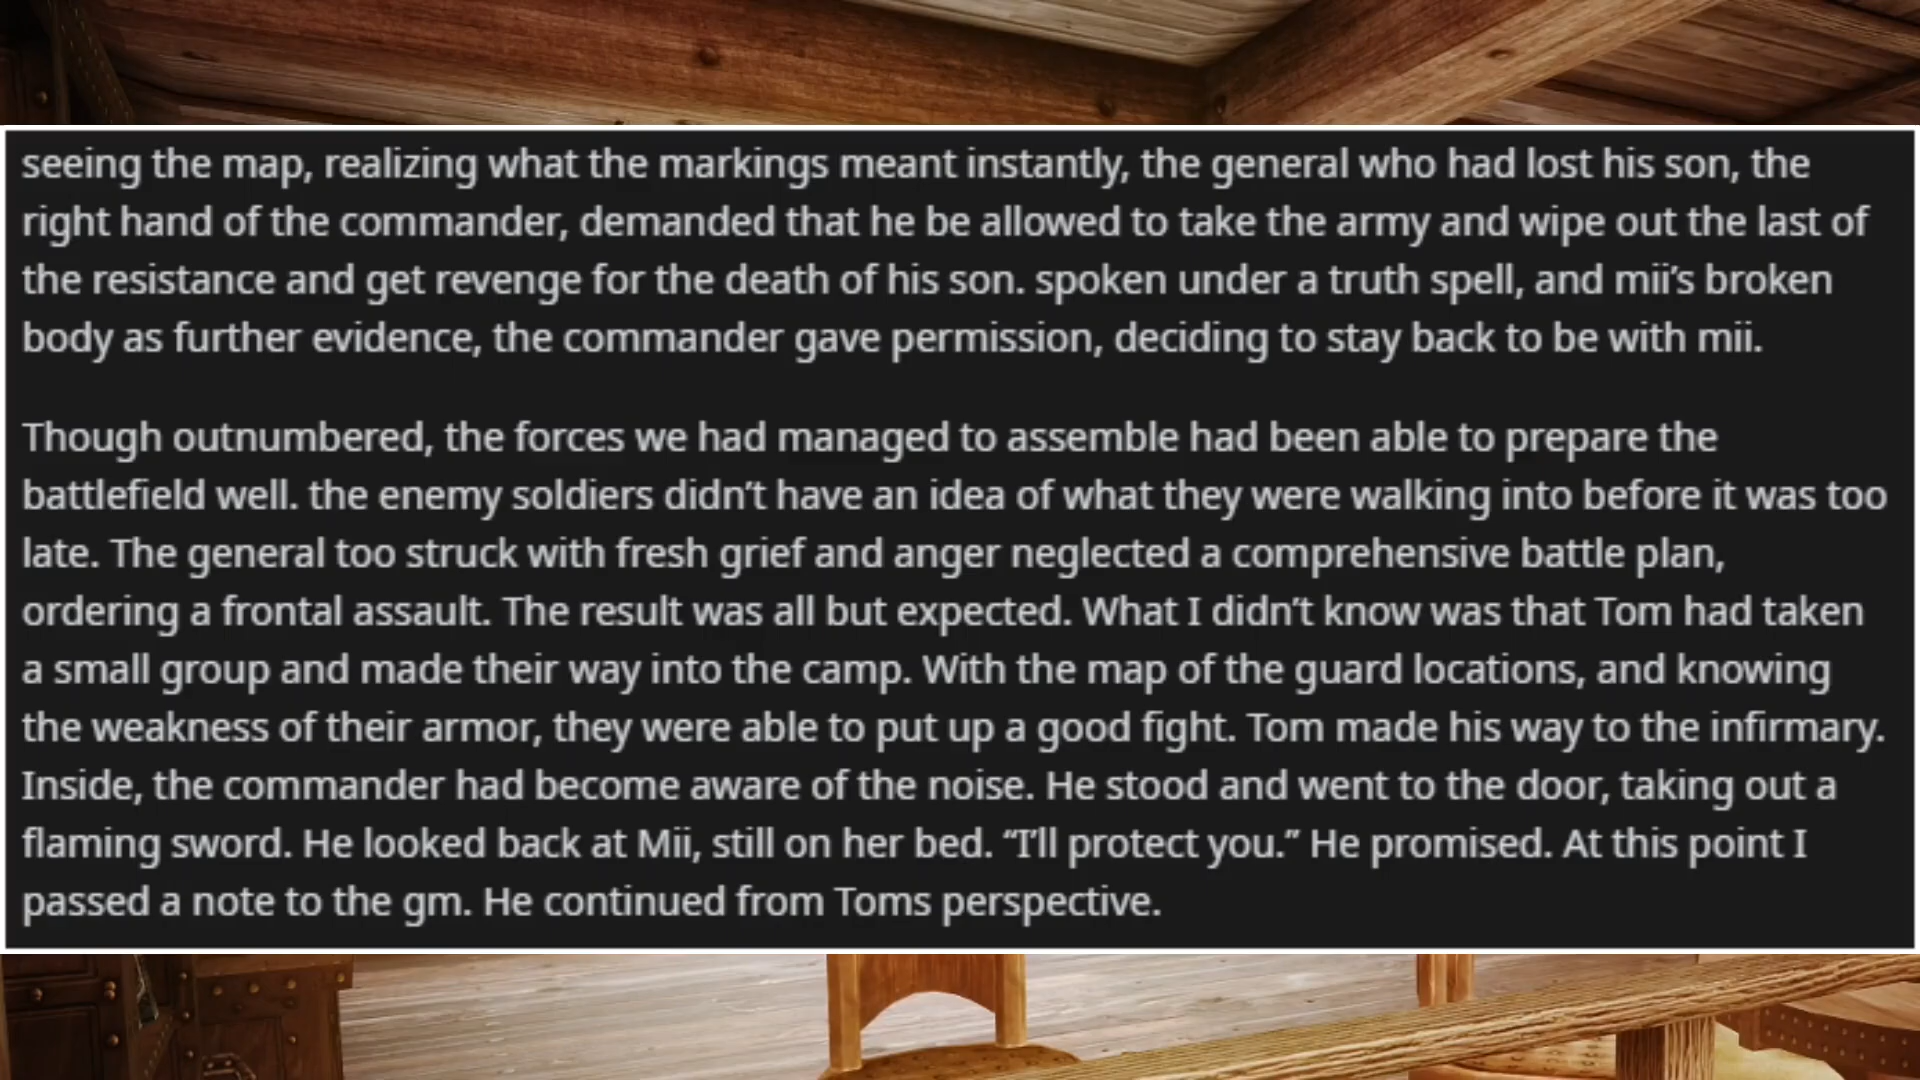 seeing the map, realizing what the markings meant instantly, the general who had lost his son, the
right hand of the commander, demanded that he be allowed to take the army and wipe out the last of
the resistance and get revenge for the death of his son. spoken under a truth spell, and mii’s broken
body as further evidence, the commander gave permission, deciding to stay back to be with mii.
Though outnumbered, the forces we had managed to assemble had been able to prepare the
battlefield well. the enemy soldiers didn’t have an idea of what they were walking into before it was too
late. The general too struck with fresh grief and anger neglected a comprehensive battle plan,
ordering a frontal assault. The result was all but expected. What I didn’t know was that Tom had taken
a small group and made their way into the camp. With the map of the guard locations, and knowing
the weakness of their armor, they were able to put up a good fight. Tom made his way to the infirmary.
Inside, the commander had become aware of the noise. He stood and went to the door, taking out a
flaming sword. He looked back at Mii, still on her bed. “I’ll protect you.” He promised. At this point I
passed a note to the gm. He continued from Toms perspective.